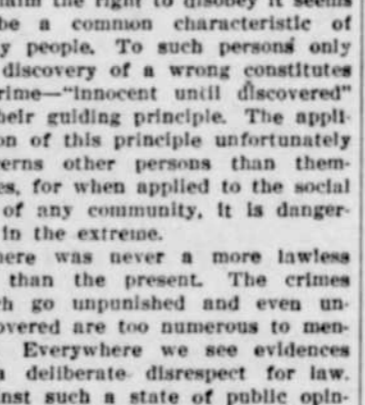 the right to disobey it seems
be a common characteristic of
y people. To such persons only
discovery of a wrong constitutes
rime—"innocent until discovered"
heir guiding principle. The appli-
on of this principle unfortunately
erns other persons than them-
es, for when applied to the social
of any community, it is danger-
in the extreme.
here was never a more lawless
than the present. The crimes
h go unpunished and even un-
overed are too numerous to men-
Everywhere we see evidences
a deliberate disrespect for law.
inst such a state of public opin-